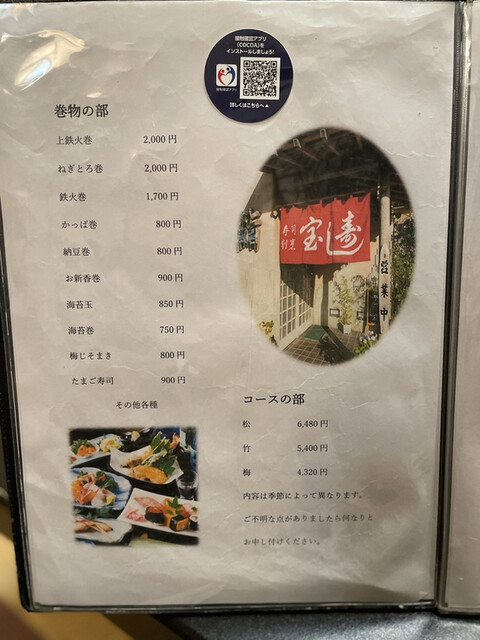 接触確認アプリ
(COCOA)を
インストールしましょう!
接触確認アプリ
詳しくはこちらへ▲
巻物の部
上鉄火巻 2,000円
ねぎとろ巻 2,000円
鉄火巻 1,700円
かっぱ巻 800円
納豆巻 800円
お新香巻 900円
海苔玉 850円
海苔巻 750円
梅じそまき 800円
たまご寿司 900円
その他各種
寿司
割烹
宝寿し
営業中
コースの部
松 6,480円
竹 5,400円
梅 4,320円
内容は季節によって異なります。
ご不明な点がありましたら何なりと
お申し付けください。